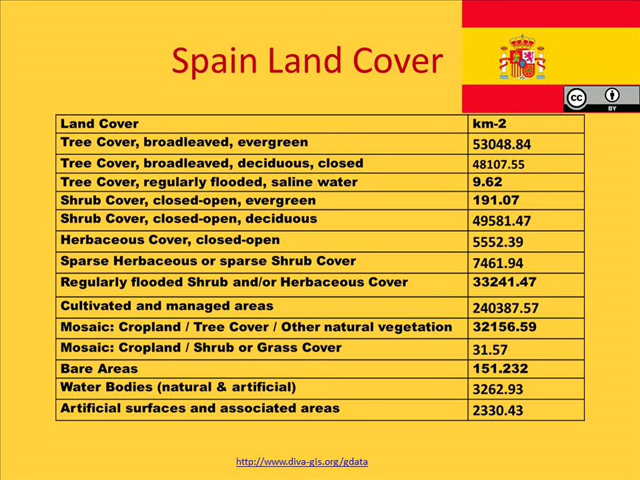 Spain Land Cover
cc BY
Land Cover km-2
Tree Cover, broadleaved, evergreen 53048.84
Tree Cover, broadleaved, deciduous, closed 48107.55
Tree Cover, regularly flooded, saline water 9.62
Shrub Cover, closed-open, evergreen 191.07
Shrub Cover, closed-open, deciduous 49581.47
Herbaceous Cover, closed-open 5552.39
Sparse Herbaceous or sparse Shrub Cover 7461.94
Regularly flooded Shrub and/or Herbaceous Cover 33241.47
Cultivated and managed areas 240387.57
Mosaic: Cropland / Tree Cover / Other natural vegetation 32156.59
Mosaic: Cropland / Shrub or Grass Cover 31.57
Bare Areas 151.232
Water Bodies (natural & artificial) 3262.93
Artificial surfaces and associated areas 2330.43
http://www.diva-gis.org/gdata